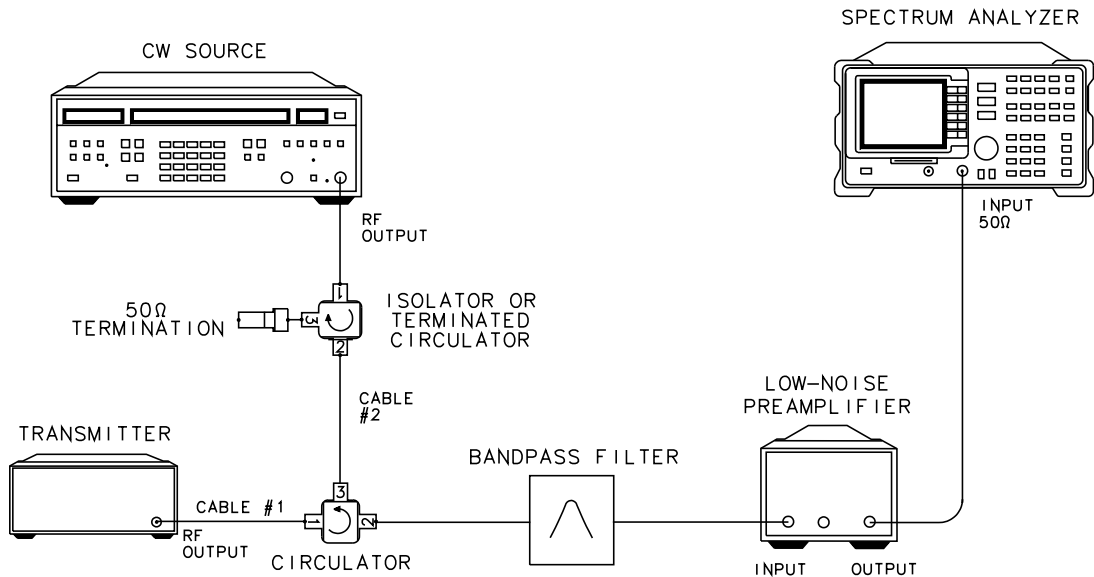 SPECTRUM ANALYZER
CW SOURCE
INPUT
50Ω
RF
OUTPUT
1
3
2
50Ω
TERMINATION
ISOLATOR OR
TERMINATED
CIRCULATOR
CABLE
#2
LOW-NOISE
PREAMPLIFIER
TRANSMITTER
BANDPASS FILTER
3
CABLE #1
1
2
RF
OUTPUT
CIRCULATOR
INPUT
OUTPUT